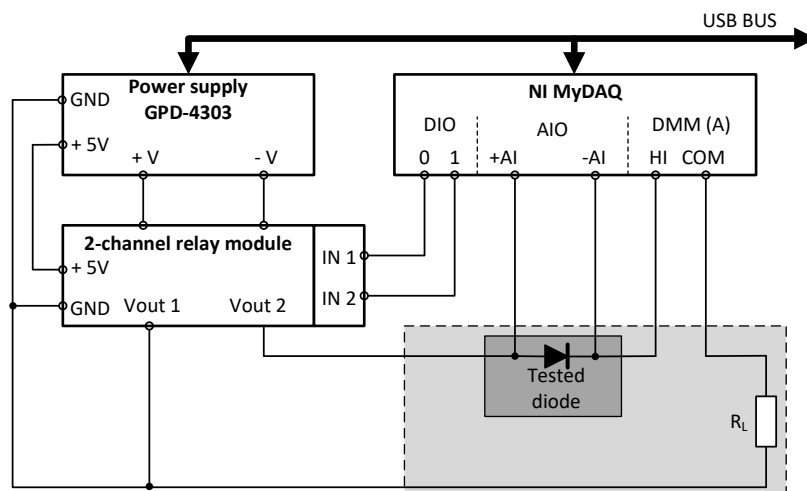 USB BUS
Power supply
GPD-4303
GND
+ 5V
+ V
- V
NI MyDAQ
DIO
AIO
DMM (A)
0
1
+AI
-AI
HI
COM
2-channel relay module
+ 5V
GND
Vout 1
Vout 2
IN 1
IN 2
Tested
diode
RL